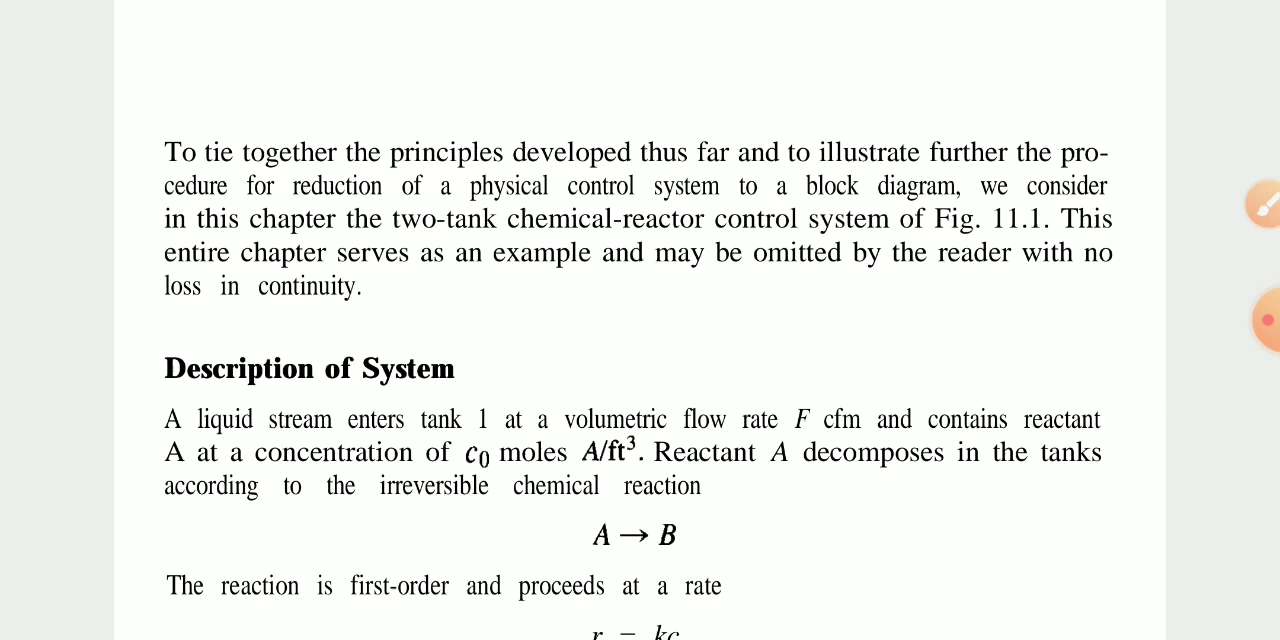 To tie together the principles developed thus far and to illustrate further the pro-
cedure for reduction of a physical control system to a block diagram, we consider
in this chapter the two-tank chemical-reactor control system of Fig. 11.1. This
entire chapter serves as an example and may be omitted by the reader with no
loss in continuity.
Description of System
A liquid stream enters tank 1 at a volumetric flow rate F cfm and contains reactant
A at a concentration of c₀ moles A/ft³. Reactant A decomposes in the tanks
according to the irreversible chemical reaction
A → B
The reaction is first-order and proceeds at a rate
r = kc